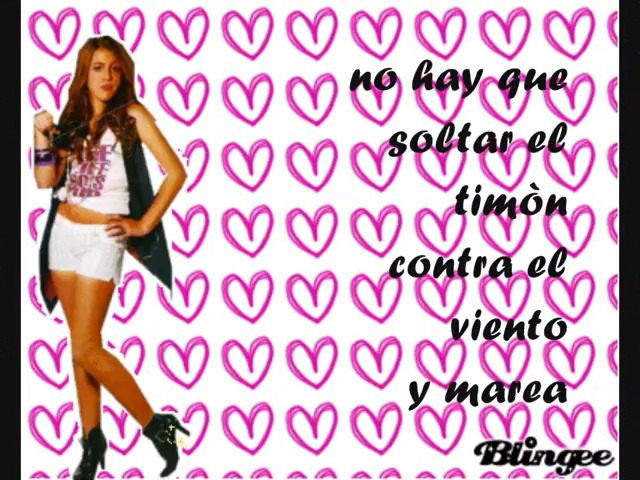 no hay que
soltar el
timòn
contra el
viento
y marea
Blingee